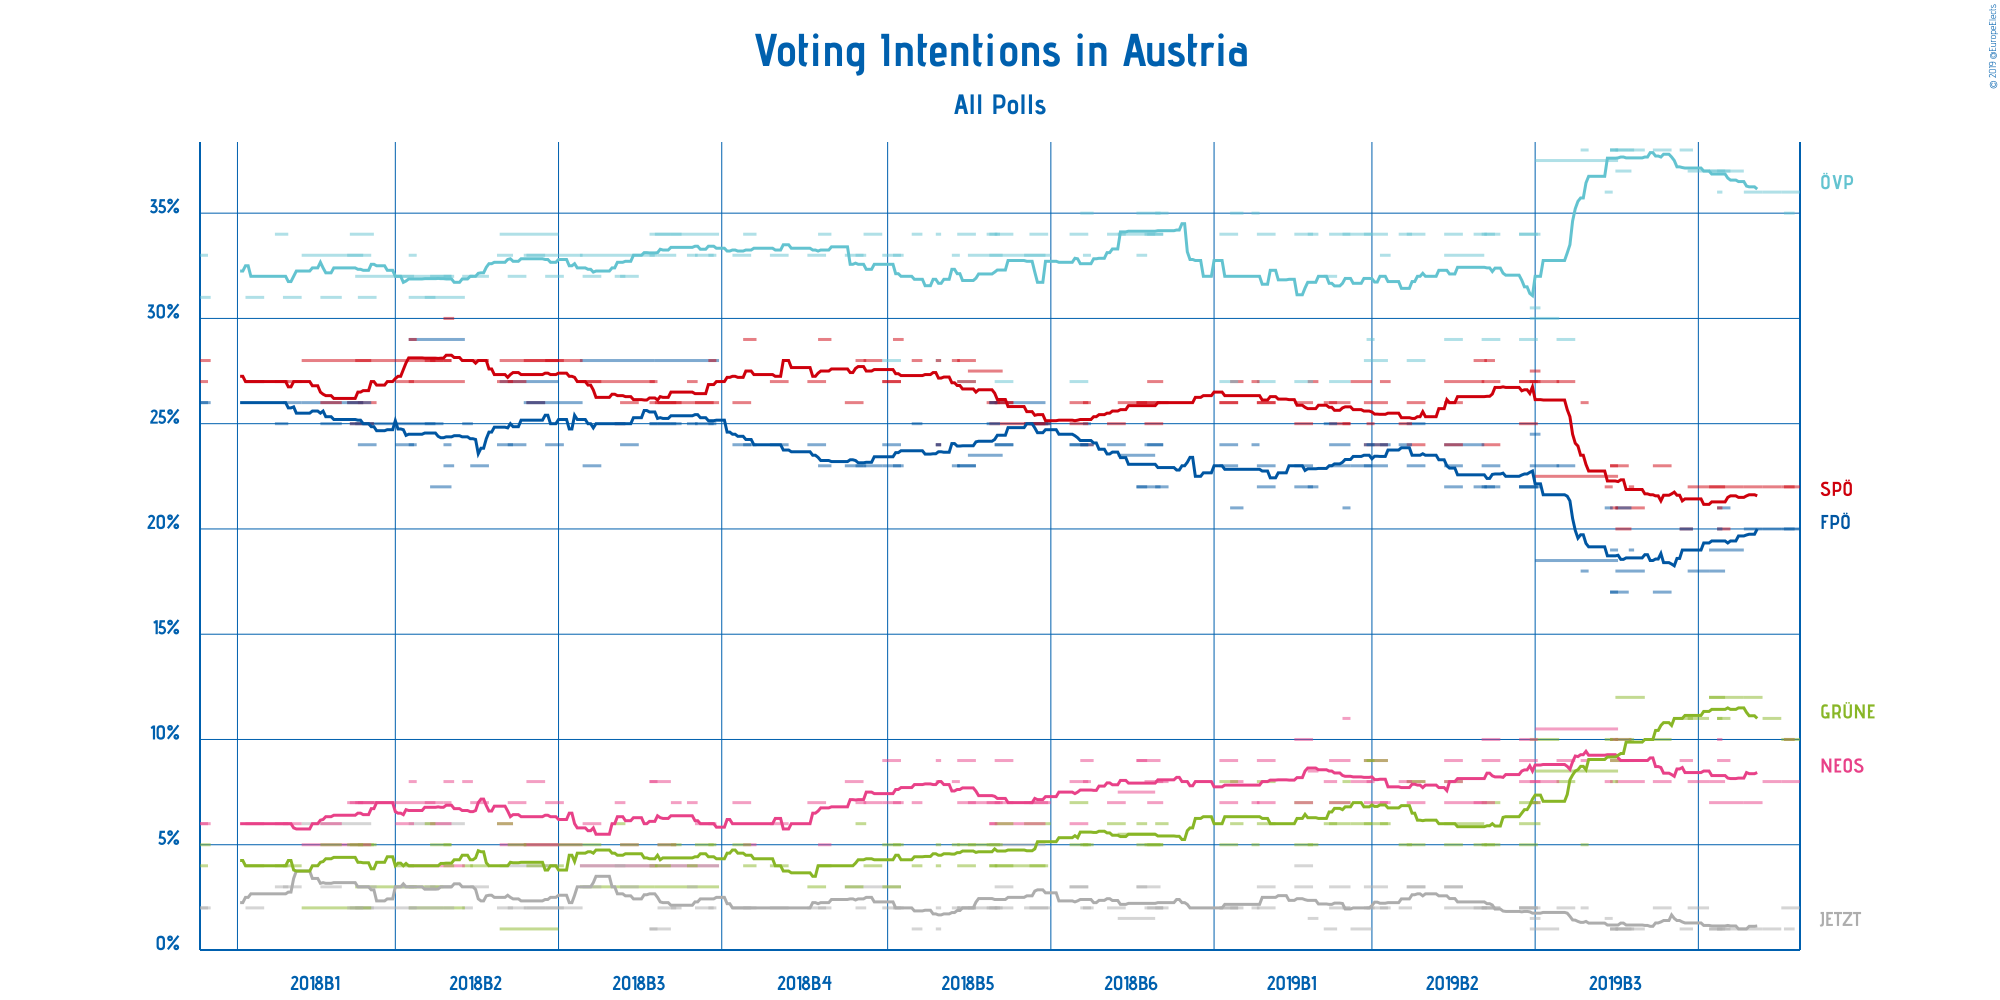 Voting Intentions in Austria
All Polls
© 2019 @EuropeElects
35%
30%
25%
20%
15%
10%
5%
0%
ÖVP
SPÖ
FPÖ
GRÜNE
NEOS
JETZT
2018B1 2018B2 2018B3 2018B4 2018B5 2018B6 2019B1 2019B2 2019B3